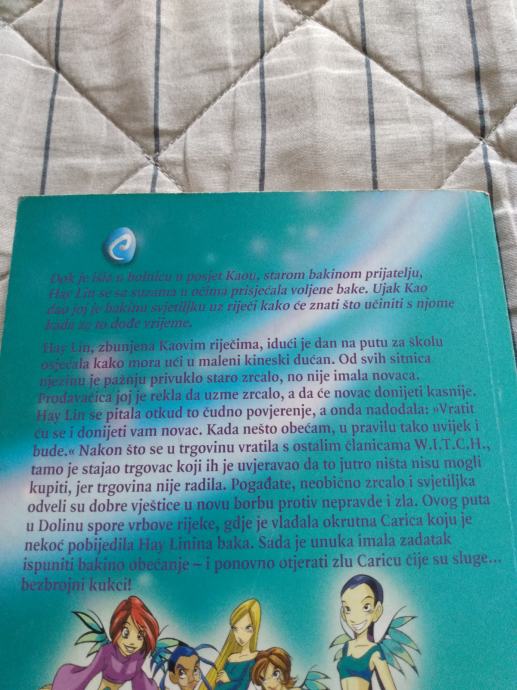 Dok je išla u bolnicu u posjet Kaou, starom bakinom prijatelju,
Hay Lin se sa suzama u očima prisjećala voljene bake. Ujak Kao
dao joj je bakinu svjetiljku uz riječi kako će znati što učiniti s njome
kada za to dođe vrijeme.
Hay Lin, zbunjena Kaovim riječima, idući je dan na putu za školu
osjećala kako mora ući u maleni kineski dućan. Od svih sitnica
njezinu je pažnju privuklo staro zrcalo, no nije imala novaca.
Prodavačica joj je rekla da uzme zrcalo, a da će novac donijeti kasnije.
Hay Lin se pitala otkud to čudno povjerenje, a onda nadodala: »Vratit
ću se i donijeti vam novac. Kada nešto obećam, u pravilu tako uvijek i
bude.« Nakon što se u trgovinu vratila s ostalim članicama W.I.T.C.H.,
tamo je stajao trgovac koji ih je uvjeravao da to jutro ništa nisu mogli
kupiti, jer trgovina nije radila. Pogađate, neobično zrcalo i svjetiljka
odveli su dobre vještice u novu borbu protiv nepravde i zla. Ovog puta
u Dolinu spore vrbove rijeke, gdje je vladala okrutna Carica koju je
nekoć pobijedila Hay Linina baka. Sada je unuka imala zadatak
ispuniti bakino obećanje – i ponovno otjerati zlu Caricu čije su sluge...
bezbrojni kukci!